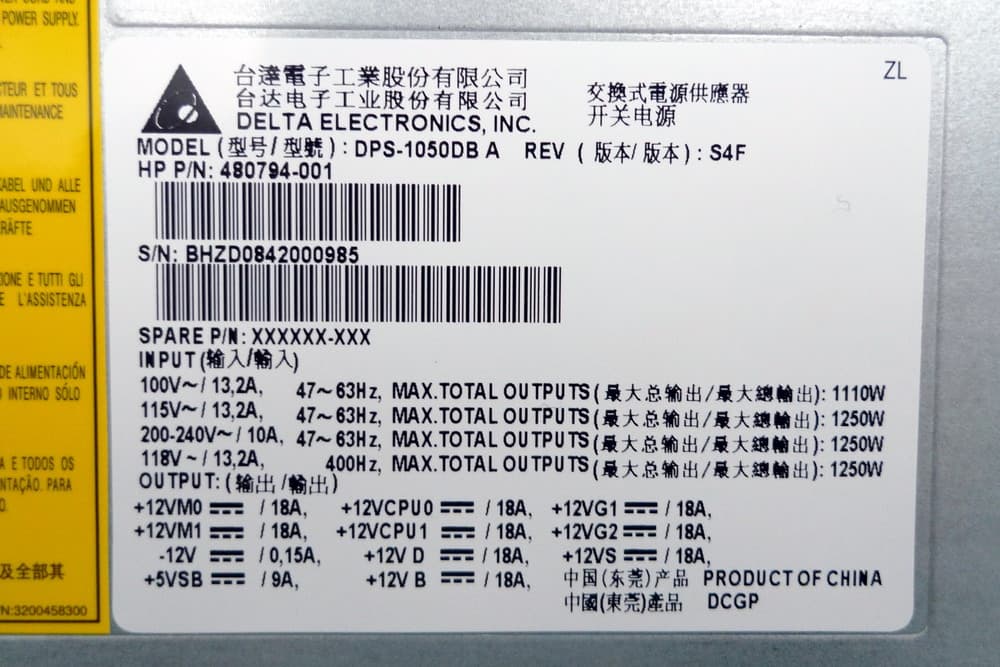 POWER SUPPLY.
CTEUR ET TOUS
MAINTENANCE
KABEL UND ALLE
AUSGENOMMEN
KRÄFTE
ZIONE E TUTTI GLI
E L'ASSISTENZA
DE ALIMENTACIÓN
INTERNO SÓLO
A E TODOS OS
NTAÇÃO. PARA
及全部其
/N:3200458300
ZL
台達電子工業股份有限公司
台达电子工业股份有限公司
DELTA ELECTRONICS, INC.
交換式電源供應器
开关电源
MODEL (型号/型號): DPS-1050DB A REV (版本/版本): S4F
HP P/N: 480794-001
S/N: BHZD0842000985
SPARE P/N: XXXXXX-XXX
INPUT (输入/輸入)
100V～/ 13,2A, 47～63Hz, MAX.TOTAL OUTPUTS (最大总输出/最大總輸出): 1110W
115V～/ 13,2A, 47～63Hz, MAX.TOTAL OUTPUTS (最大总输出/最大總輸出): 1250W
200-240V～/ 10A, 47～63Hz, MAX.TOTAL OUTPUTS (最大总输出/最大總輸出): 1250W
118V～/ 13,2A, 400Hz, MAX.TOTAL OUTPUTS (最大总输出/最大總輸出): 1250W
OUTPUT: (输出/輸出)
+12VM0 ⎓ / 18A, +12VCPU0 ⎓ / 18A, +12VG1 ⎓ / 18A,
+12VM1 ⎓ / 18A, +12VCPU1 ⎓ / 18A, +12VG2 ⎓ / 18A,
-12V ⎓ / 0,15A, +12V D ⎓ / 18A, +12VS ⎓ / 18A,
+5VSB ⎓ / 9A, +12V B ⎓ / 18A,
中国(东莞)产品 PRODUCT OF CHINA
中國(東莞)產品 DCGP